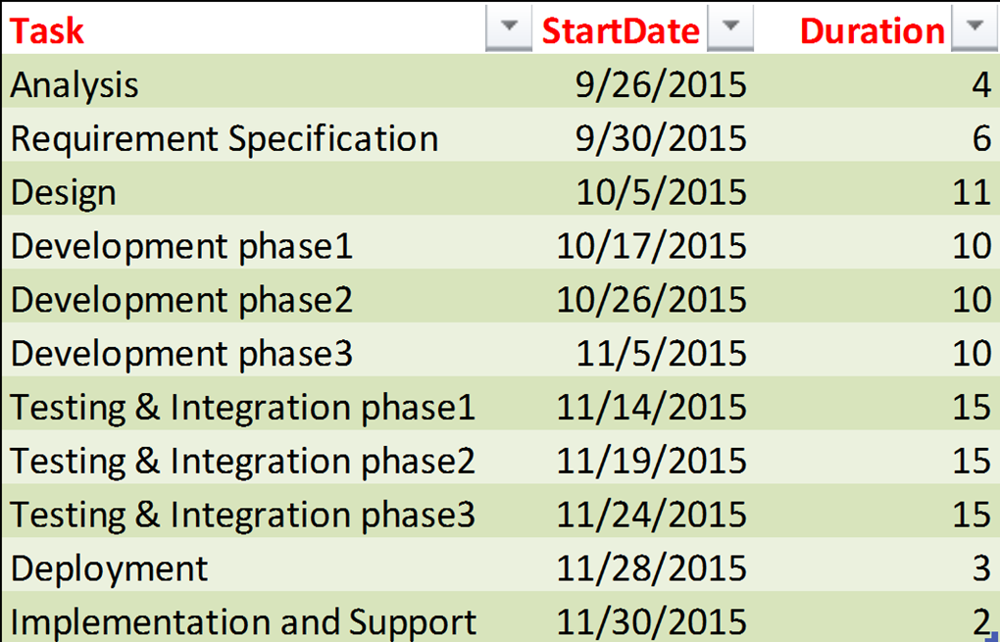 Task StartDate Duration
Analysis 9/26/2015 4
Requirement Specification 9/30/2015 6
Design 10/5/2015 11
Development phase1 10/17/2015 10
Development phase2 10/26/2015 10
Development phase3 11/5/2015 10
Testing & Integration phase1 11/14/2015 15
Testing & Integration phase2 11/19/2015 15
Testing & Integration phase3 11/24/2015 15
Deployment 11/28/2015 3
Implementation and Support 11/30/2015 2